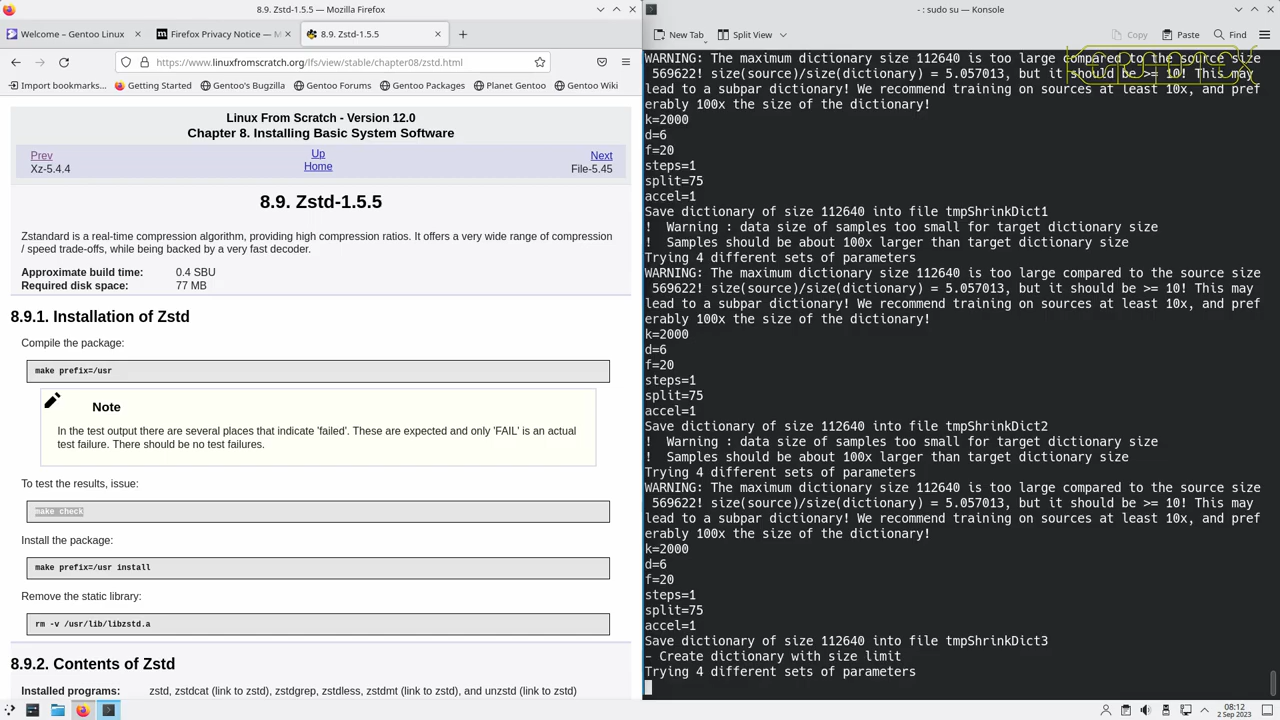 8.9. Zstd-1.5.5 — Mozilla Firefox
Welcome – Gentoo Linux
Firefox Privacy Notice — M
8.9. Zstd-1.5.5
https://www.linuxfromscratch.org/lfs/view/stable/chapter08/zstd.html
Import bookmarks...
Getting Started
Gentoo's Bugzilla
Gentoo Forums
Gentoo Packages
Planet Gentoo
Gentoo Wiki
Linux From Scratch - Version 12.0
Chapter 8. Installing Basic System Software
Prev
Up
Next
Xz-5.4.4
Home
File-5.45
8.9. Zstd-1.5.5
Zstandard is a real-time compression algorithm, providing high compression ratios. It offers a very wide range of compression
/ speed trade-offs, while being backed by a very fast decoder.
Approximate build time: 0.4 SBU
Required disk space: 77 MB
8.9.1. Installation of Zstd
Compile the package:
make prefix=/usr
Note
In the test output there are several places that indicate 'failed'. These are expected and only 'FAIL' is an actual
test failure. There should be no test failures.
To test the results, issue:
make check
Install the package:
make prefix=/usr install
Remove the static library:
rm -v /usr/lib/libzstd.a
8.9.2. Contents of Zstd
Installed programs: zstd, zstdcat (link to zstd), zstdgrep, zstdless, zstdmt (link to zstd), and unzstd (link to zstd)
- : sudo su — Konsole
New Tab
Split View
Copy
Paste
Find
WARNING: The maximum dictionary size 112640 is too large compared to the source size
569622! size(source)/size(dictionary) = 5.057013, but it should be >= 10! This may
lead to a subpar dictionary! We recommend training on sources at least 10x, and pref
erably 100x the size of the dictionary!
k=2000
d=6
f=20
steps=1
split=75
accel=1
Save dictionary of size 112640 into file tmpShrinkDict1
! Warning : data size of samples too small for target dictionary size
! Samples should be about 100x larger than target dictionary size
Trying 4 different sets of parameters
WARNING: The maximum dictionary size 112640 is too large compared to the source size
569622! size(source)/size(dictionary) = 5.057013, but it should be >= 10! This may
lead to a subpar dictionary! We recommend training on sources at least 10x, and pref
erably 100x the size of the dictionary!
k=2000
d=6
f=20
steps=1
split=75
accel=1
Save dictionary of size 112640 into file tmpShrinkDict2
! Warning : data size of samples too small for target dictionary size
! Samples should be about 100x larger than target dictionary size
Trying 4 different sets of parameters
WARNING: The maximum dictionary size 112640 is too large compared to the source size
569622! size(source)/size(dictionary) = 5.057013, but it should be >= 10! This may
lead to a subpar dictionary! We recommend training on sources at least 10x, and pref
erably 100x the size of the dictionary!
k=2000
d=6
f=20
steps=1
split=75
accel=1
Save dictionary of size 112640 into file tmpShrinkDict3
- Create dictionary with size limit
Trying 4 different sets of parameters
08:12
2 Sep 2023